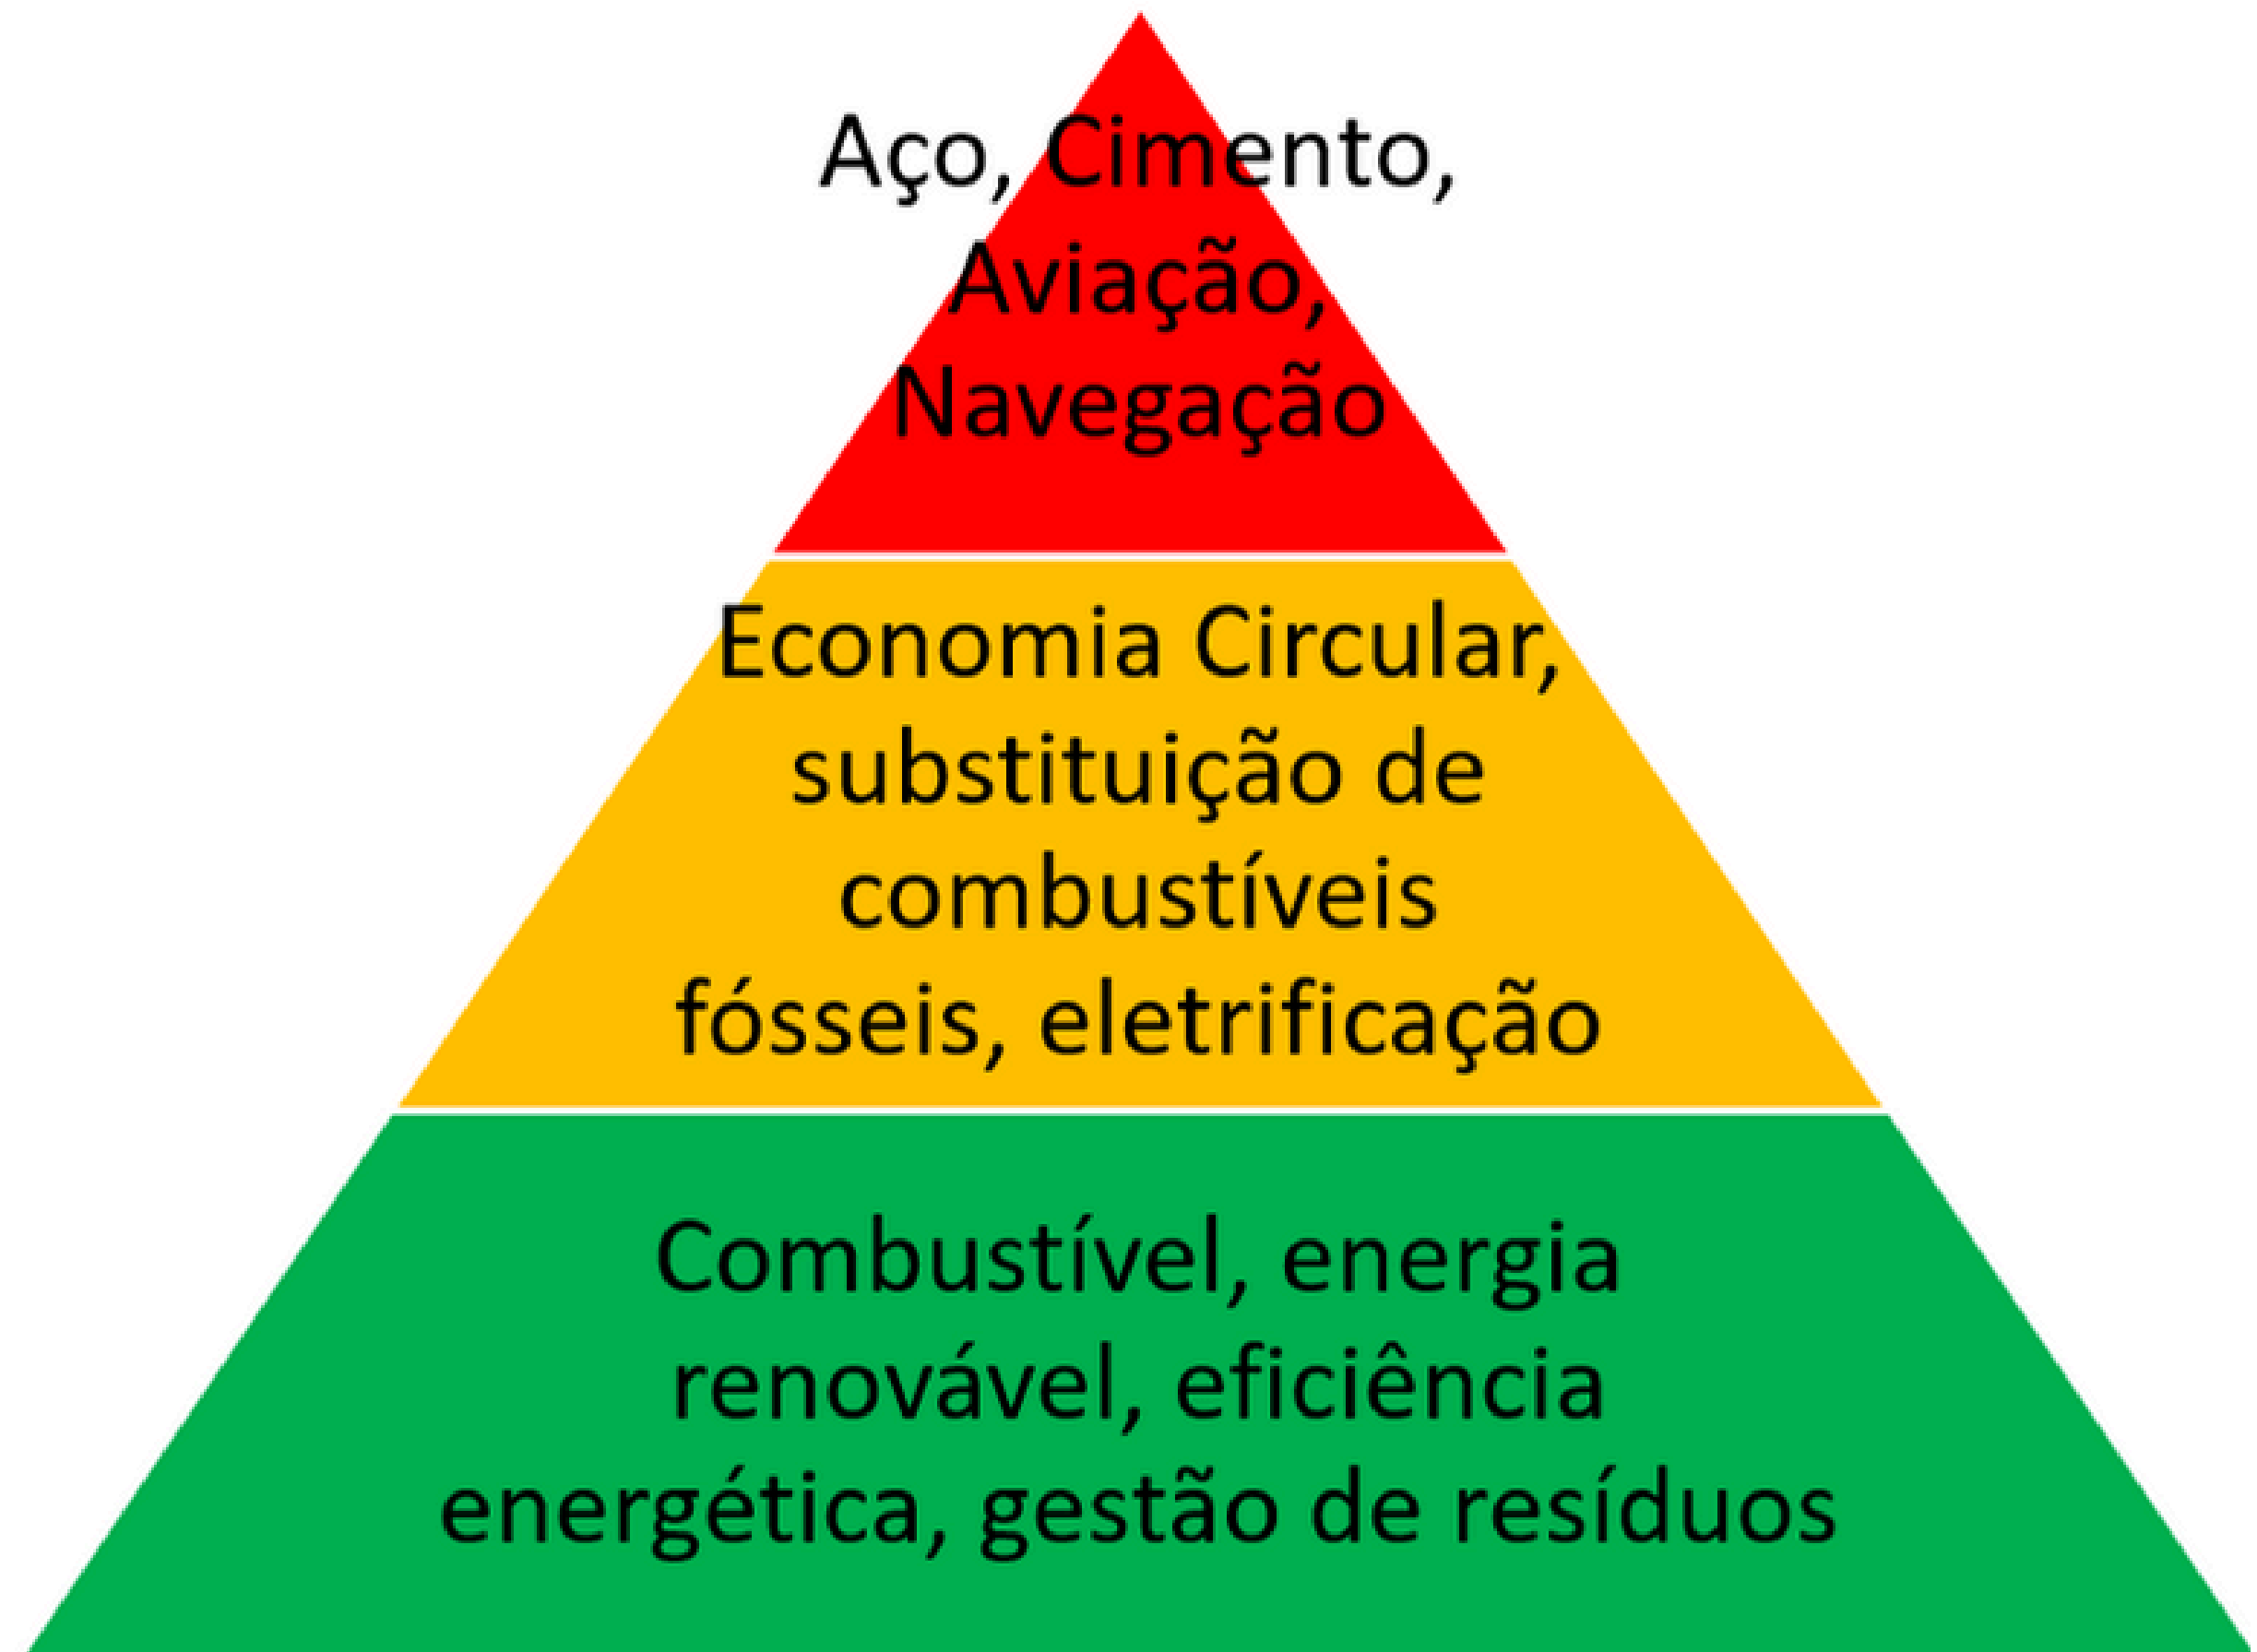 Aço, Cimento,
Aviação,
Navegação
Economia Circular,
substituição de
combustíveis
fósseis, eletrificação
Combustível, energia
renovável, eficiência
energética, gestão de resíduos